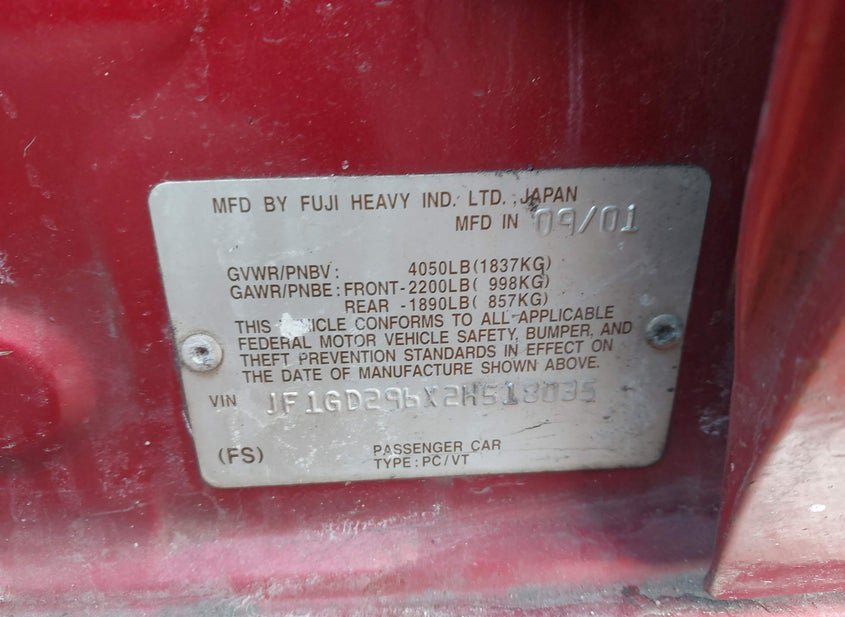 MFD BY FUJI HEAVY IND. LTD. JAPAN
MFD IN 09/01
GVWR/PNBV: 4050LB(1837KG)
GAWR/PNBE: FRONT-2200LB( 998KG)
REAR -1890LB( 857KG)
THIS VEHICLE CONFORMS TO ALL APPLICABLE
FEDERAL MOTOR VEHICLE SAFETY, BUMPER, AND
THEFT PREVENTION STANDARDS IN EFFECT ON
THE DATE OF MANUFACTURE SHOWN ABOVE.
VIN JF1GD296X2H518035
(FS) PASSENGER CAR
TYPE: PC/VT